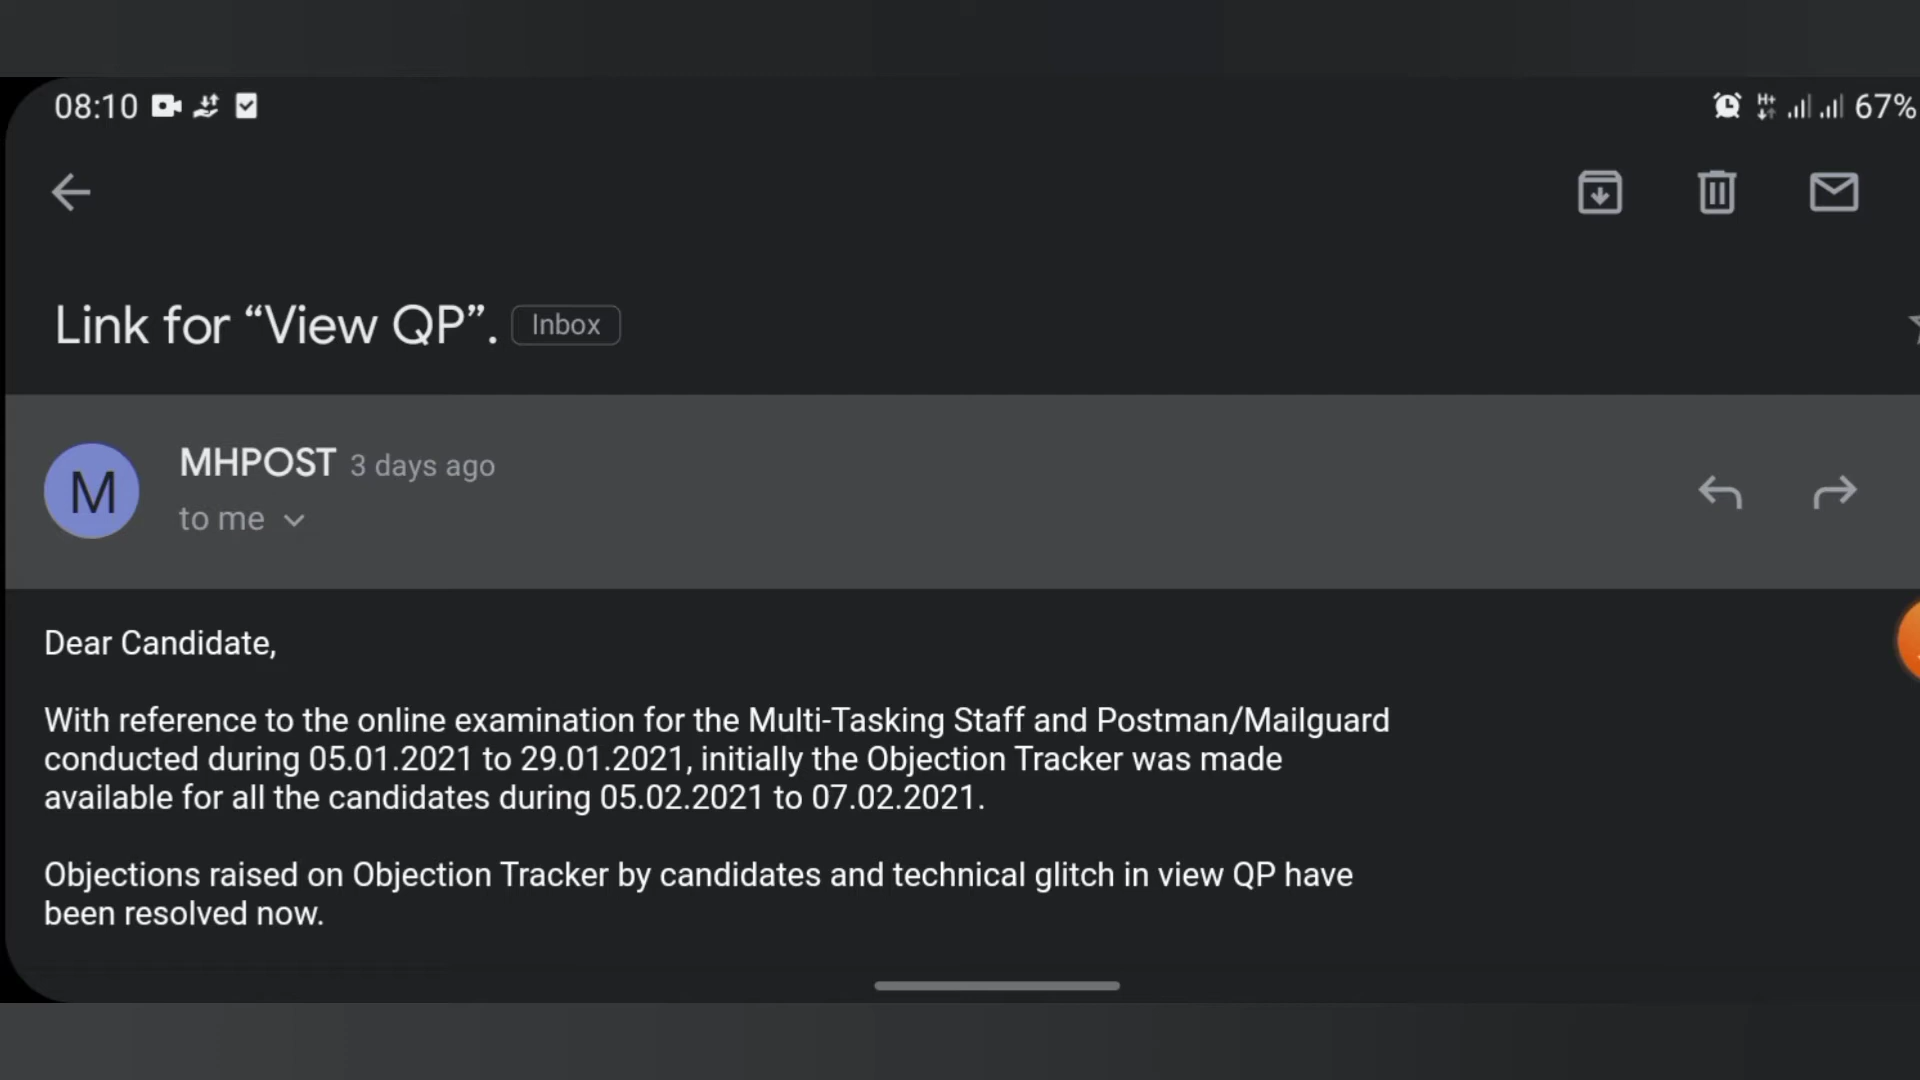 08:10 H+ 67%
Link for “View QP”. Inbox
M
MHPOST 3 days ago
to me
Dear Candidate,
With reference to the online examination for the Multi-Tasking Staff and Postman/Mailguard
conducted during 05.01.2021 to 29.01.2021, initially the Objection Tracker was made
available for all the candidates during 05.02.2021 to 07.02.2021.
Objections raised on Objection Tracker by candidates and technical glitch in view QP have
been resolved now.